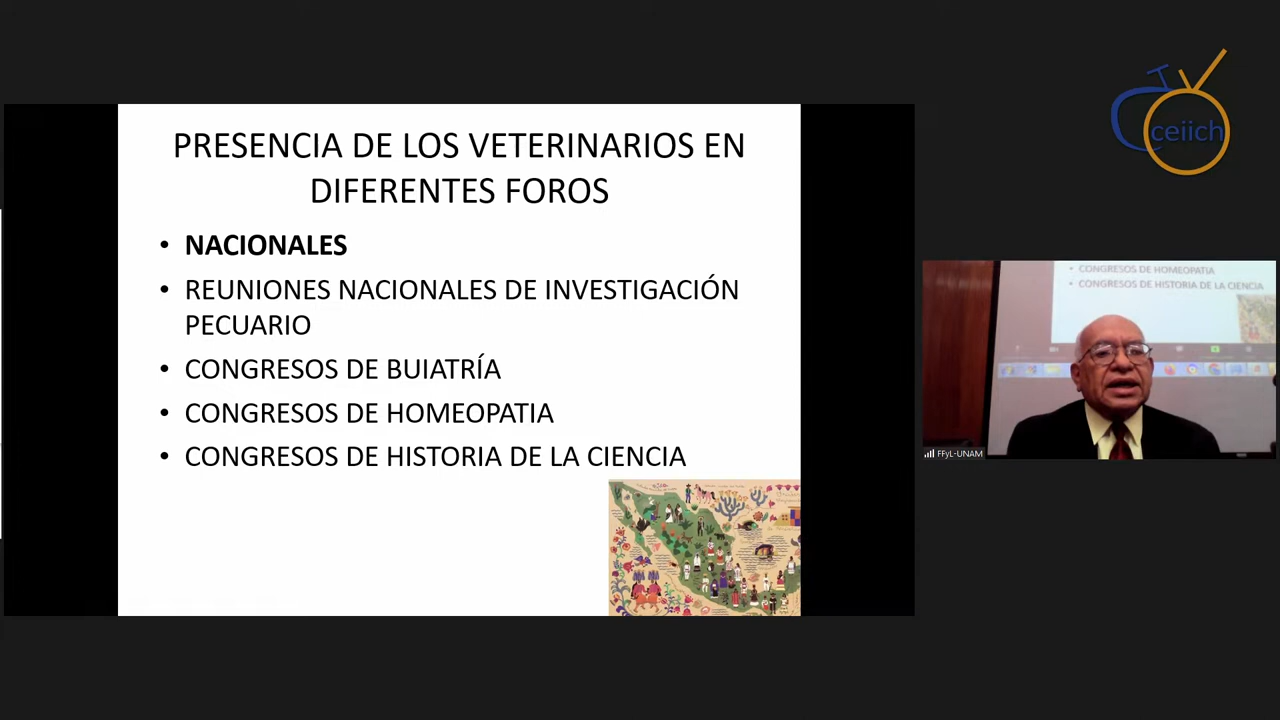 PRESENCIA DE LOS VETERINARIOS EN
DIFERENTES FOROS
• NACIONALES
• REUNIONES NACIONALES DE INVESTIGACIÓN
PECUARIO
• CONGRESOS DE BUIATRÍA
• CONGRESOS DE HOMEOPATIA
• CONGRESOS DE HISTORIA DE LA CIENCIA
TV
ceiich
• CONGRESOS DE HOMEOPATIA
• CONGRESOS DE HISTORIA DE LA CIENCIA
FFyL-UNAM